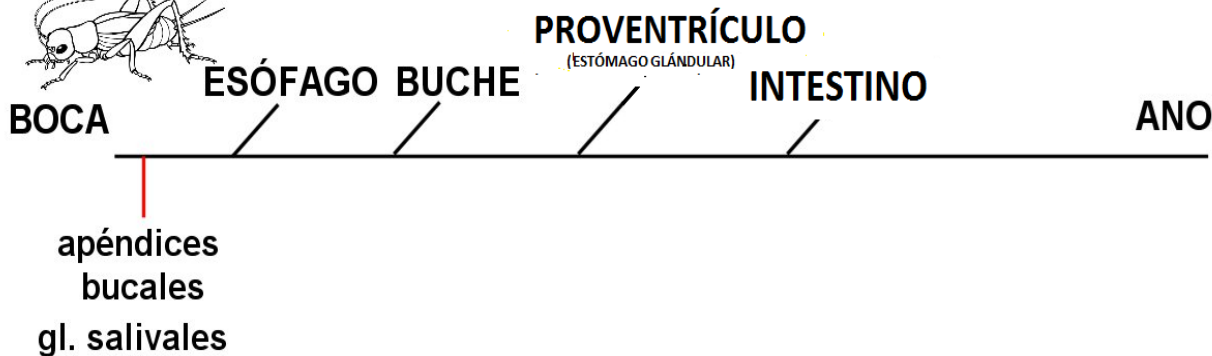 PROVENTRÍCULO
(ESTÓMAGO GLÁNDULAR)
ESÓFAGO BUCHE INTESTINO
BOCA ANO
apéndices
bucales
gl. salivales